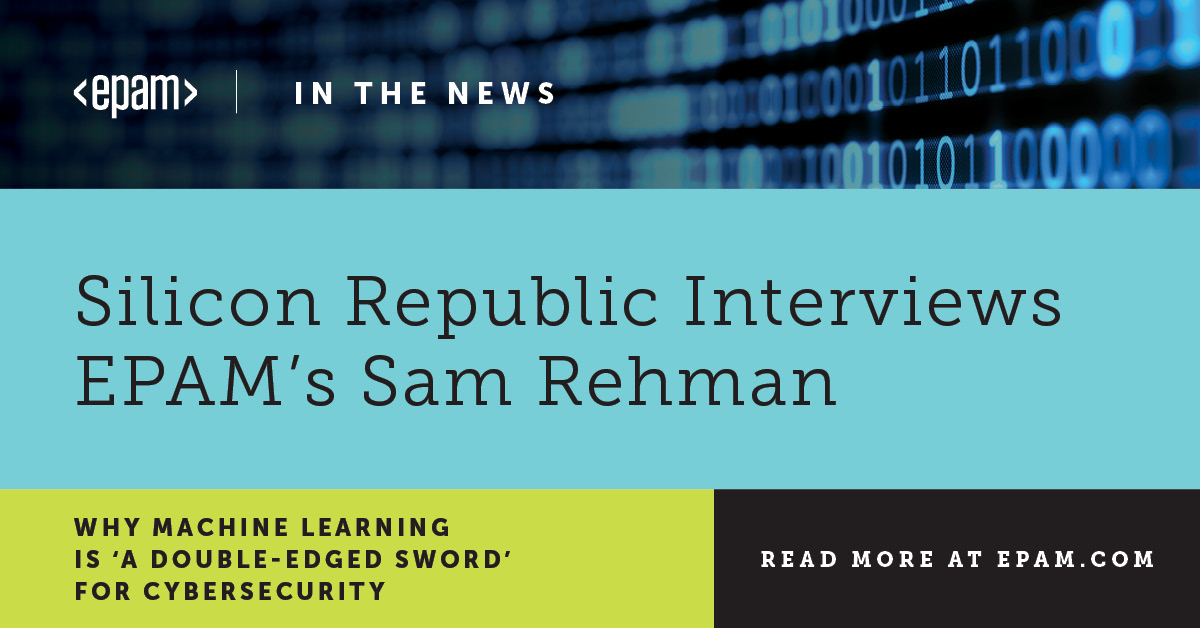 <epam> | IN THE NEWS
Silicon Republic Interviews
EPAM’s Sam Rehman
WHY MACHINE LEARNING
IS ‘A DOUBLE-EDGED SWORD’
FOR CYBERSECURITY
READ MORE AT EPAM.COM